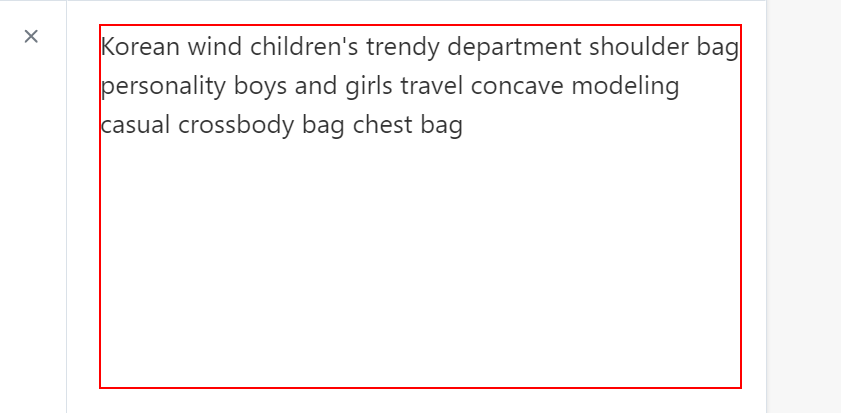 Korean wind children's trendy department shoulder bag
personality boys and girls travel concave modeling
casual crossbody bag chest bag